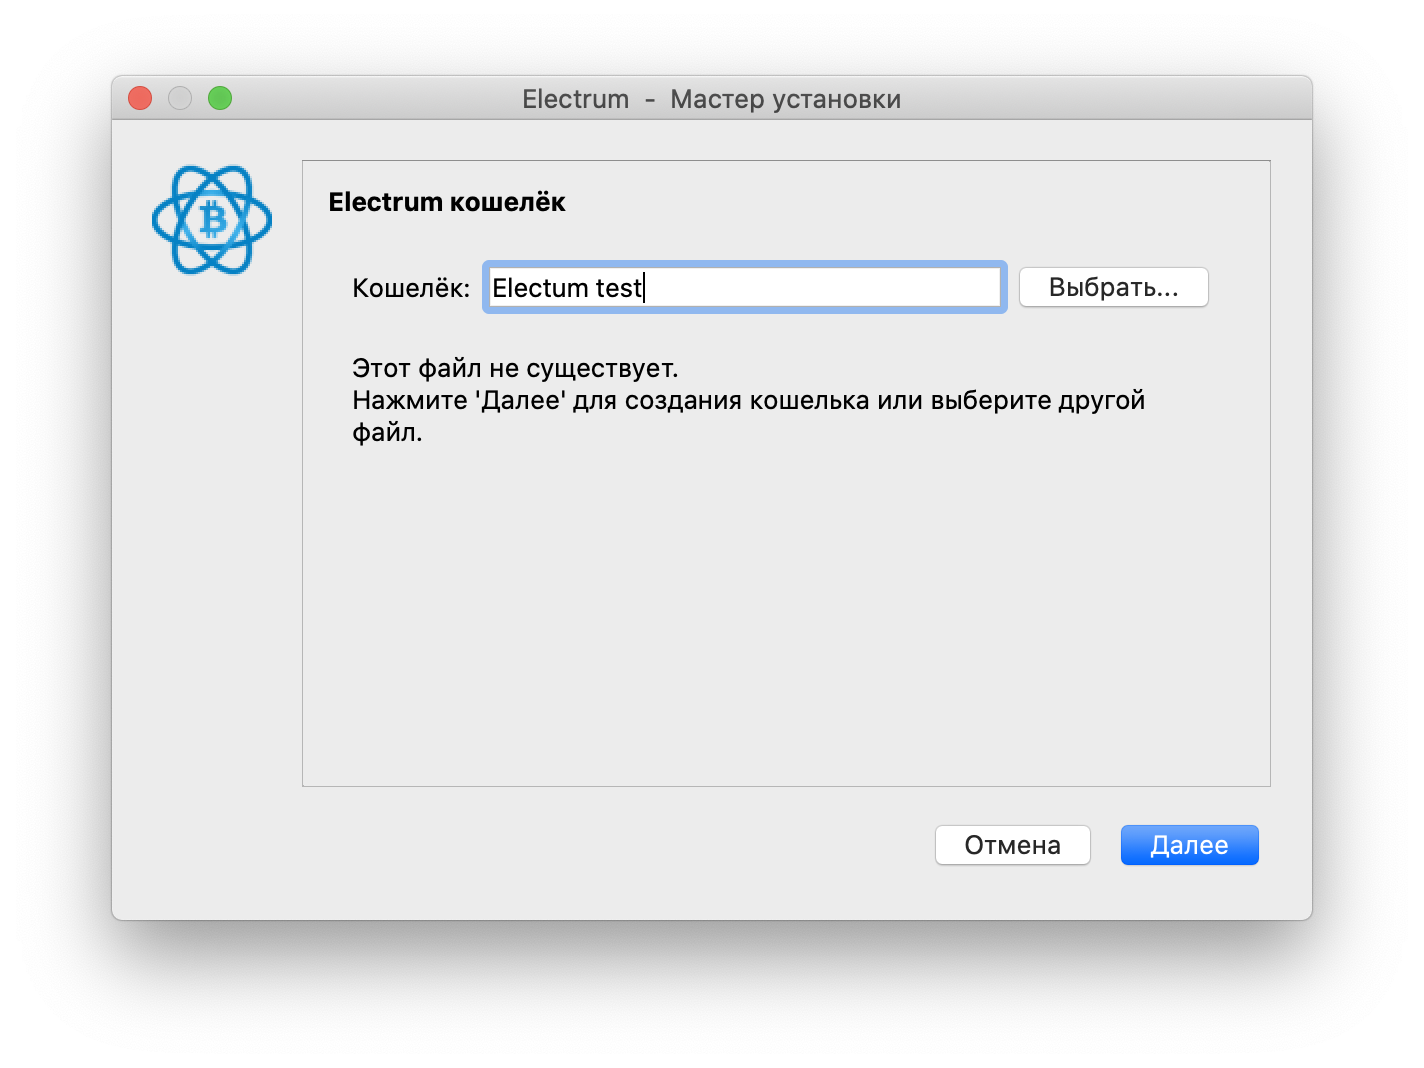 Electrum - Мастер установки
Electrum кошелёк
Кошелёк: Electum test Выбрать...
Этот файл не существует.
Нажмите 'Далее' для создания кошелька или выберите другой
файл.
Отмена Далее